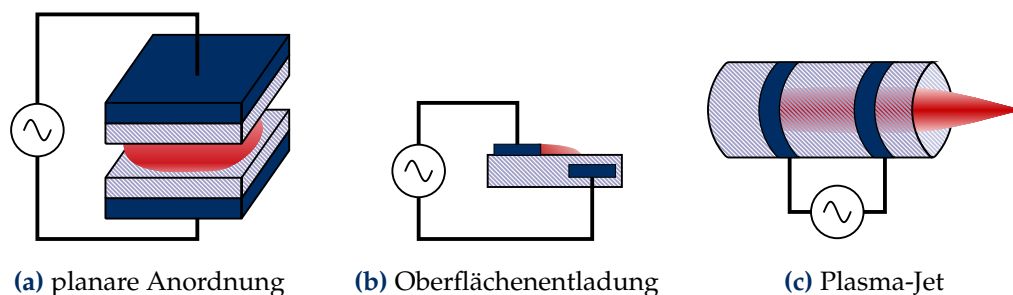 (a) planare Anordnung
(b) Oberflächenentladung
(c) Plasma-Jet